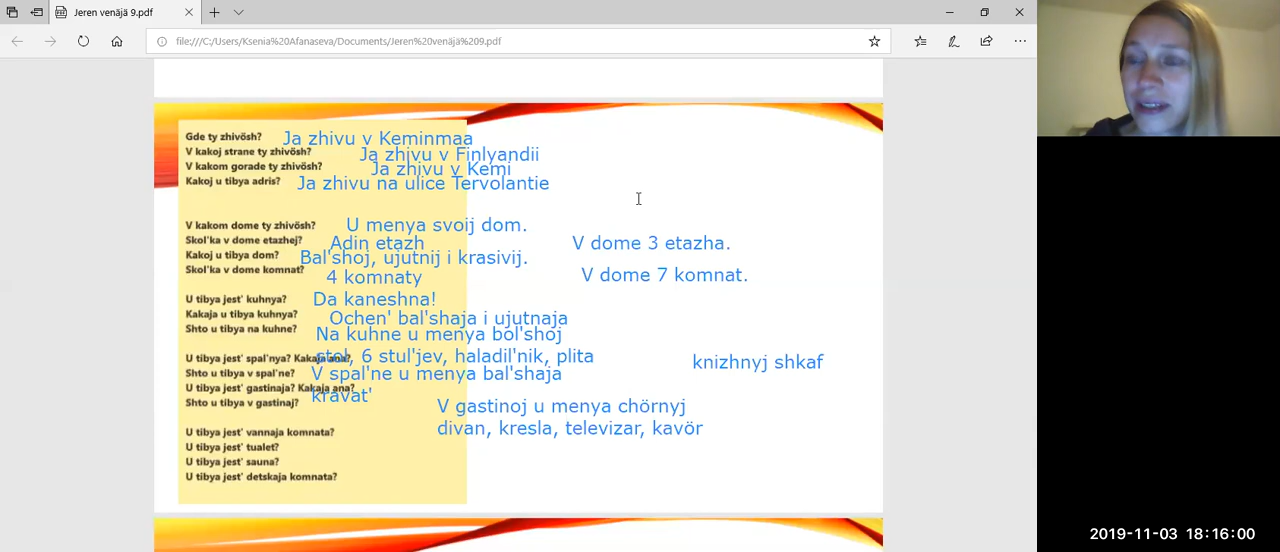 Jeren venäjä 9.pdf
file:///C:/Users/Ksenia%20Afanaseva/Documents/Jeren%20venäjä%209.pdf
Gde ty zhivösh? Ja zhivu v Keminmaa
V kakoj strane ty zhivösh? Ja zhivu v Finlyandii
V kakom gorade ty zhivösh? Ja zhivu v Kemi
Kakoj u tibya adris? Ja zhivu na ulice Tervolantie
V kakom dome ty zhivösh? U menya svoij dom.
Skol'ka v dome etazhej? Adin etazh V dome 3 etazha.
Kakoj u tibya dom? Bal'shoj, ujutnij i krasivij.
Skol'ka v dome komnat? 4 komnaty V dome 7 komnat.
U tibya jest' kuhnya? Da kaneshna!
Kakaja u tibya kuhnya? Ochen' bal'shaja i ujutnaja
Shto u tibya na kuhne? Na kuhne u menya bol'shoj
stol, 6 stul'jev, haladil'nik, plita knizhnyj shkaf
U tibya jest' spal'nya? Kakaja ana?
Shto u tibya v spal'ne? V spal'ne u menya bal'shaja
kravat'
U tibya jest' gastinaja? Kakaja ana?
Shto u tibya v gastinaj? V gastinoj u menya chörnyj
divan, kresla, televizar, kavör
U tibya jest' vannaja komnata?
U tibya jest' tualet?
U tibya jest' sauna?
U tibya jest' detskaja komnata?
2019-11-03 18:16:00